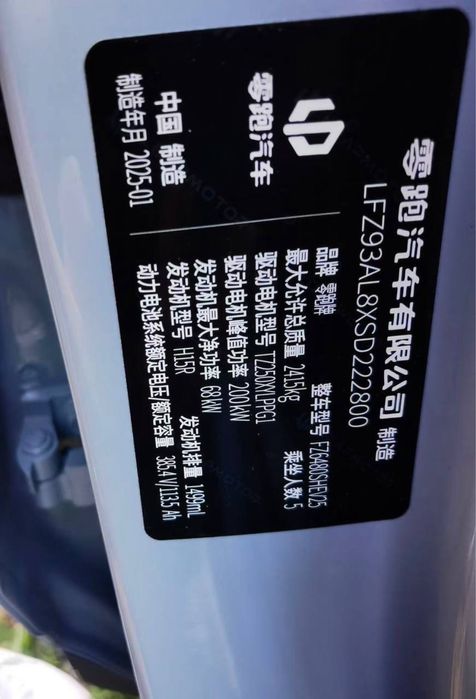 零跑汽车有限公司 制造
LFZ93AL8XSD222800
零跑汽车
中国 制造
制造年月 2025-01
品牌 零跑牌 整车型号 FZ6480SHEV25
最大允许总质量 2415kg 乘坐人数 5
驱动电机型号 TZ250XYLPPG1
驱动电机峰值功率 200kW
发动机最大净功率 68kW 发动机排量 1499mL
发动机型号 H15R
动力电池系统额定电压/额定容量 385.4V/113.5Ah